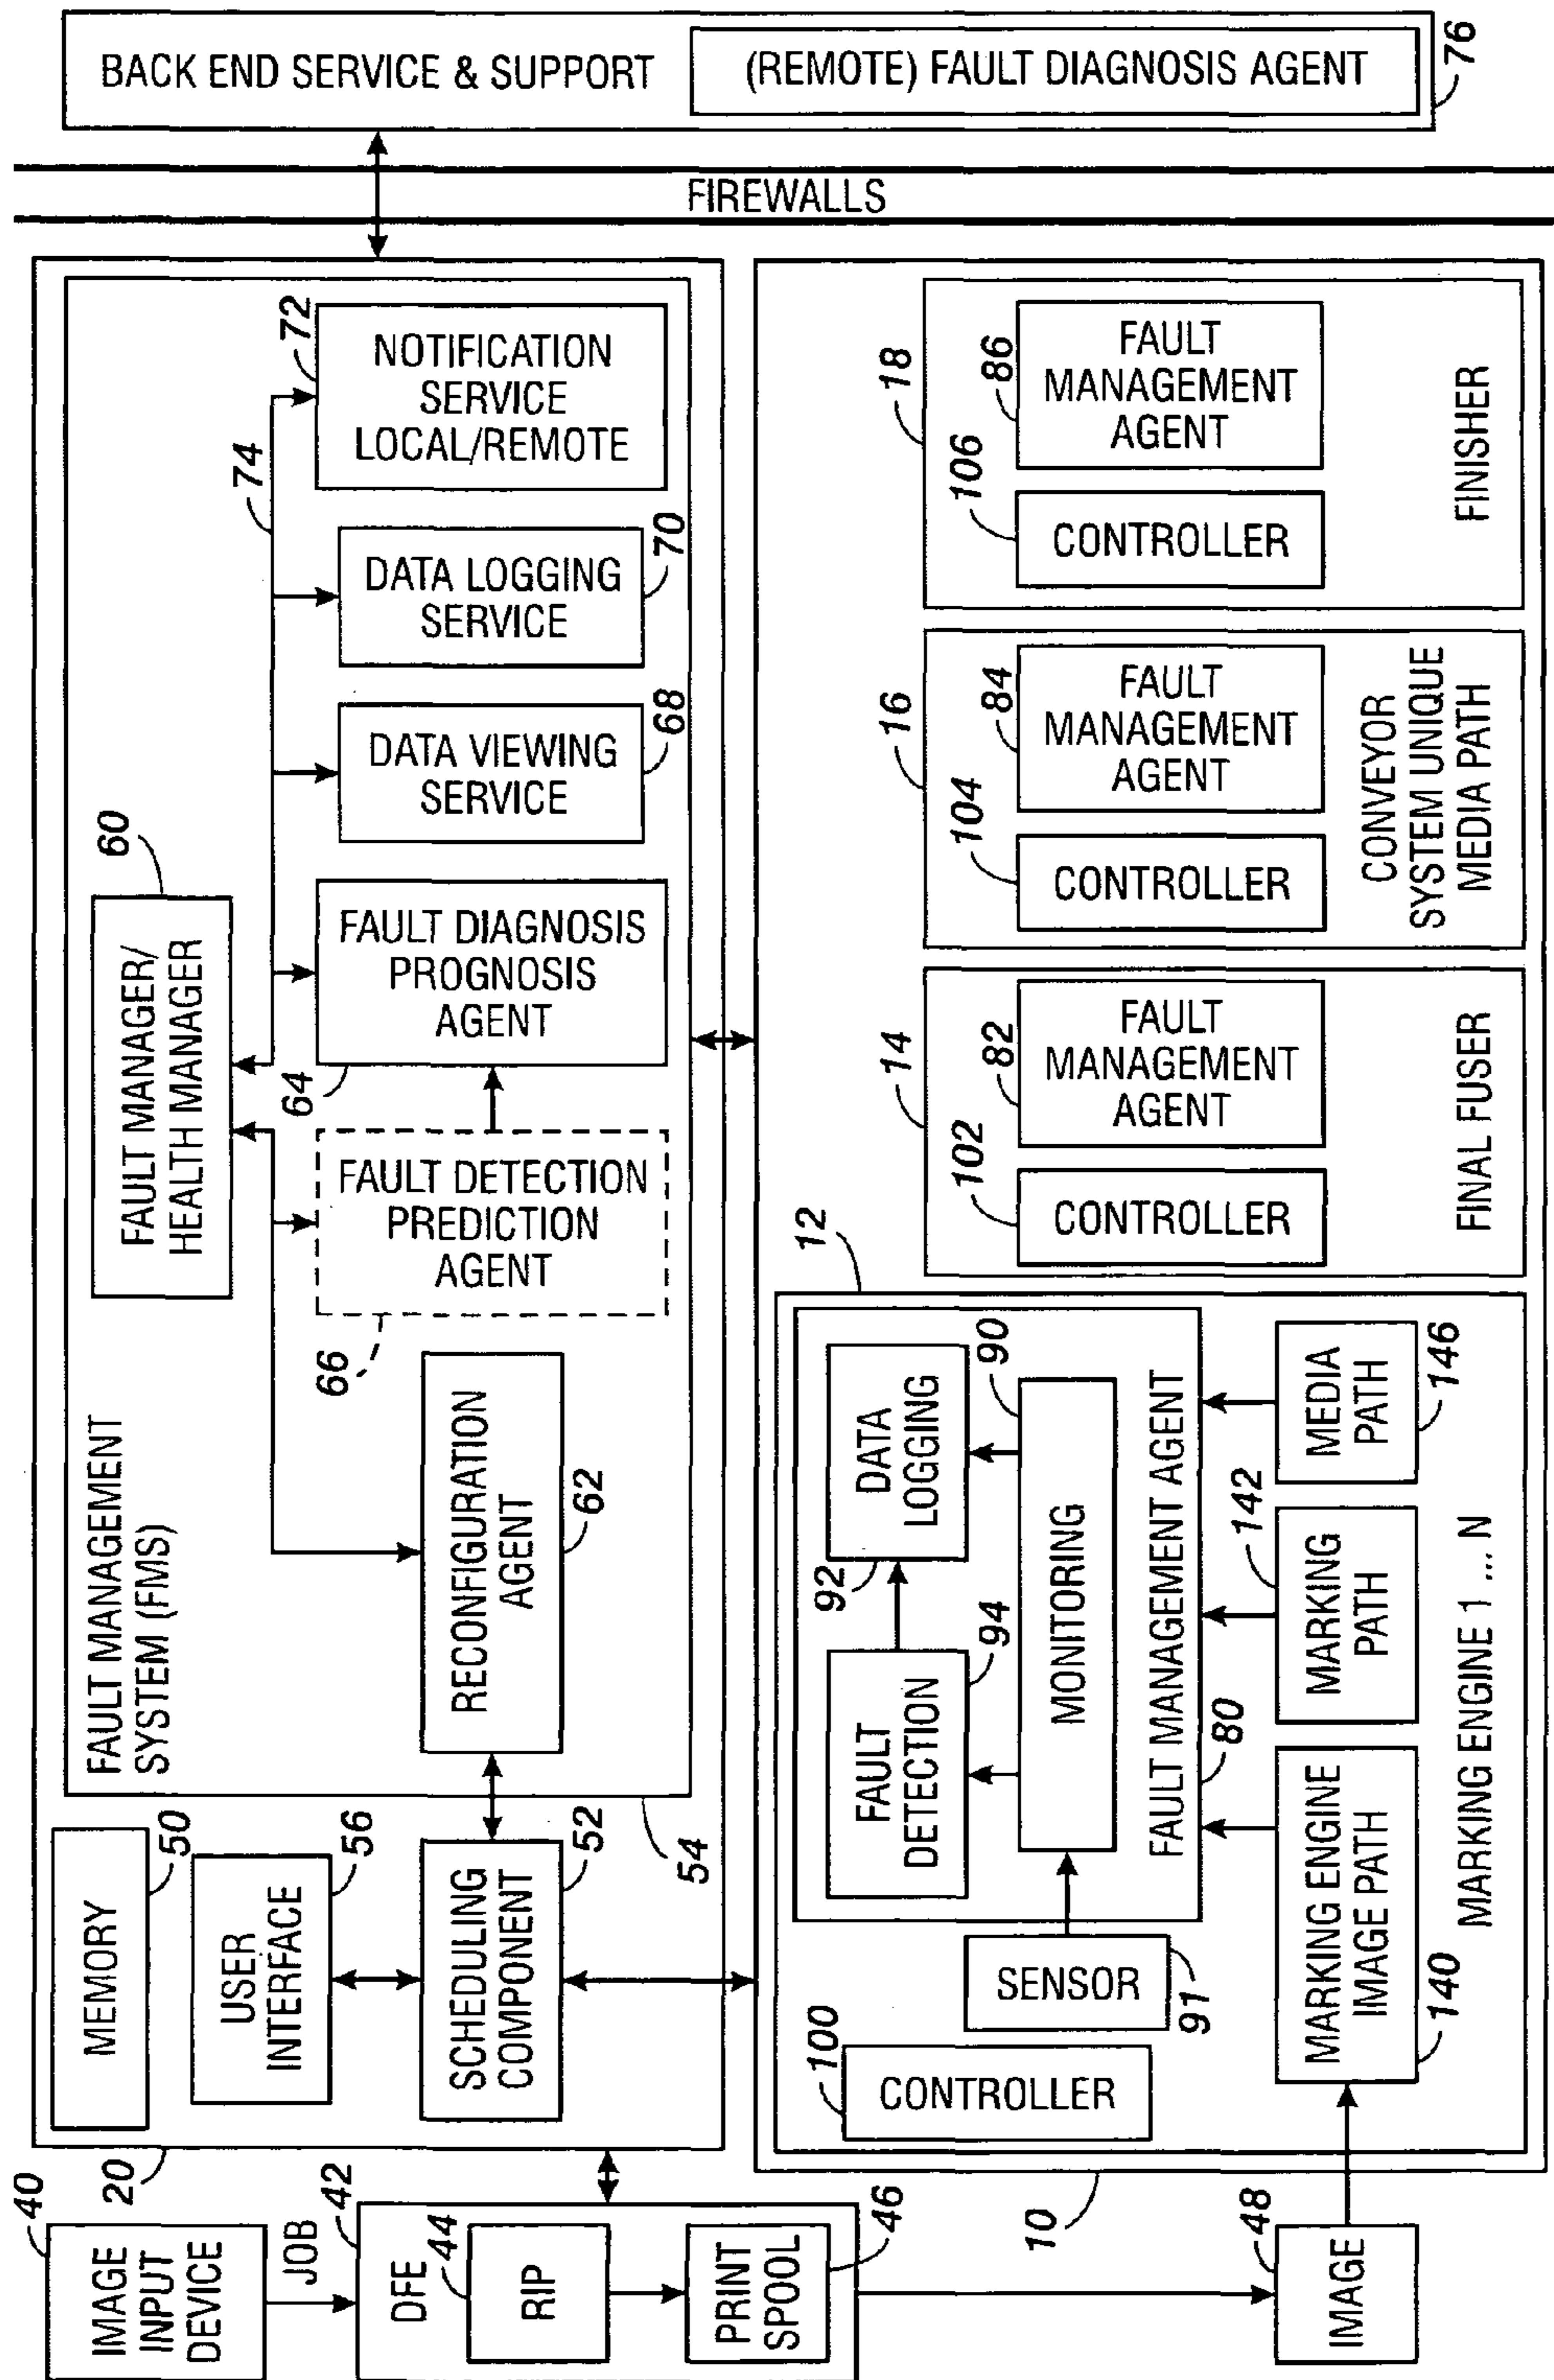 40
IMAGE
INPUT
DEVICE
JOB
42
DFE
44
RIP
PRINT
SPOOL
46
48
IMAGE
20
MEMORY
50
USER
INTERFACE
56
SCHEDULING
COMPONENT
52
54
FAULT MANAGEMENT
SYSTEM (FMS)
RECONFIGURATION
AGENT
62
66
FAULT DETECTION
PREDICTION
AGENT
60
FAULT MANAGER/
HEALTH MANAGER
64
FAULT DIAGNOSIS
PROGNOSIS
AGENT
DATA VIEWING
SERVICE
68
DATA LOGGING
SERVICE
70
74
72
NOTIFICATION
SERVICE
LOCAL/REMOTE
10
100
CONTROLLER
SENSOR
91
12
FAULT
DETECTION
94
92
DATA
LOGGING
MONITORING
90
FAULT MANAGEMENT AGENT
80
MARKING ENGINE
IMAGE PATH
140
MARKING
PATH
142
MEDIA
PATH
146
MARKING ENGINE 1 ... N
14
102
CONTROLLER
82
FAULT
MANAGEMENT
AGENT
FINAL FUSER
16
104
CONTROLLER
84
FAULT
MANAGEMENT
AGENT
CONVEYOR
SYSTEM UNIQUE
MEDIA PATH
18
106
CONTROLLER
86
FAULT
MANAGEMENT
AGENT
FINISHER
FIREWALLS
BACK END SERVICE & SUPPORT
(REMOTE) FAULT DIAGNOSIS AGENT
76